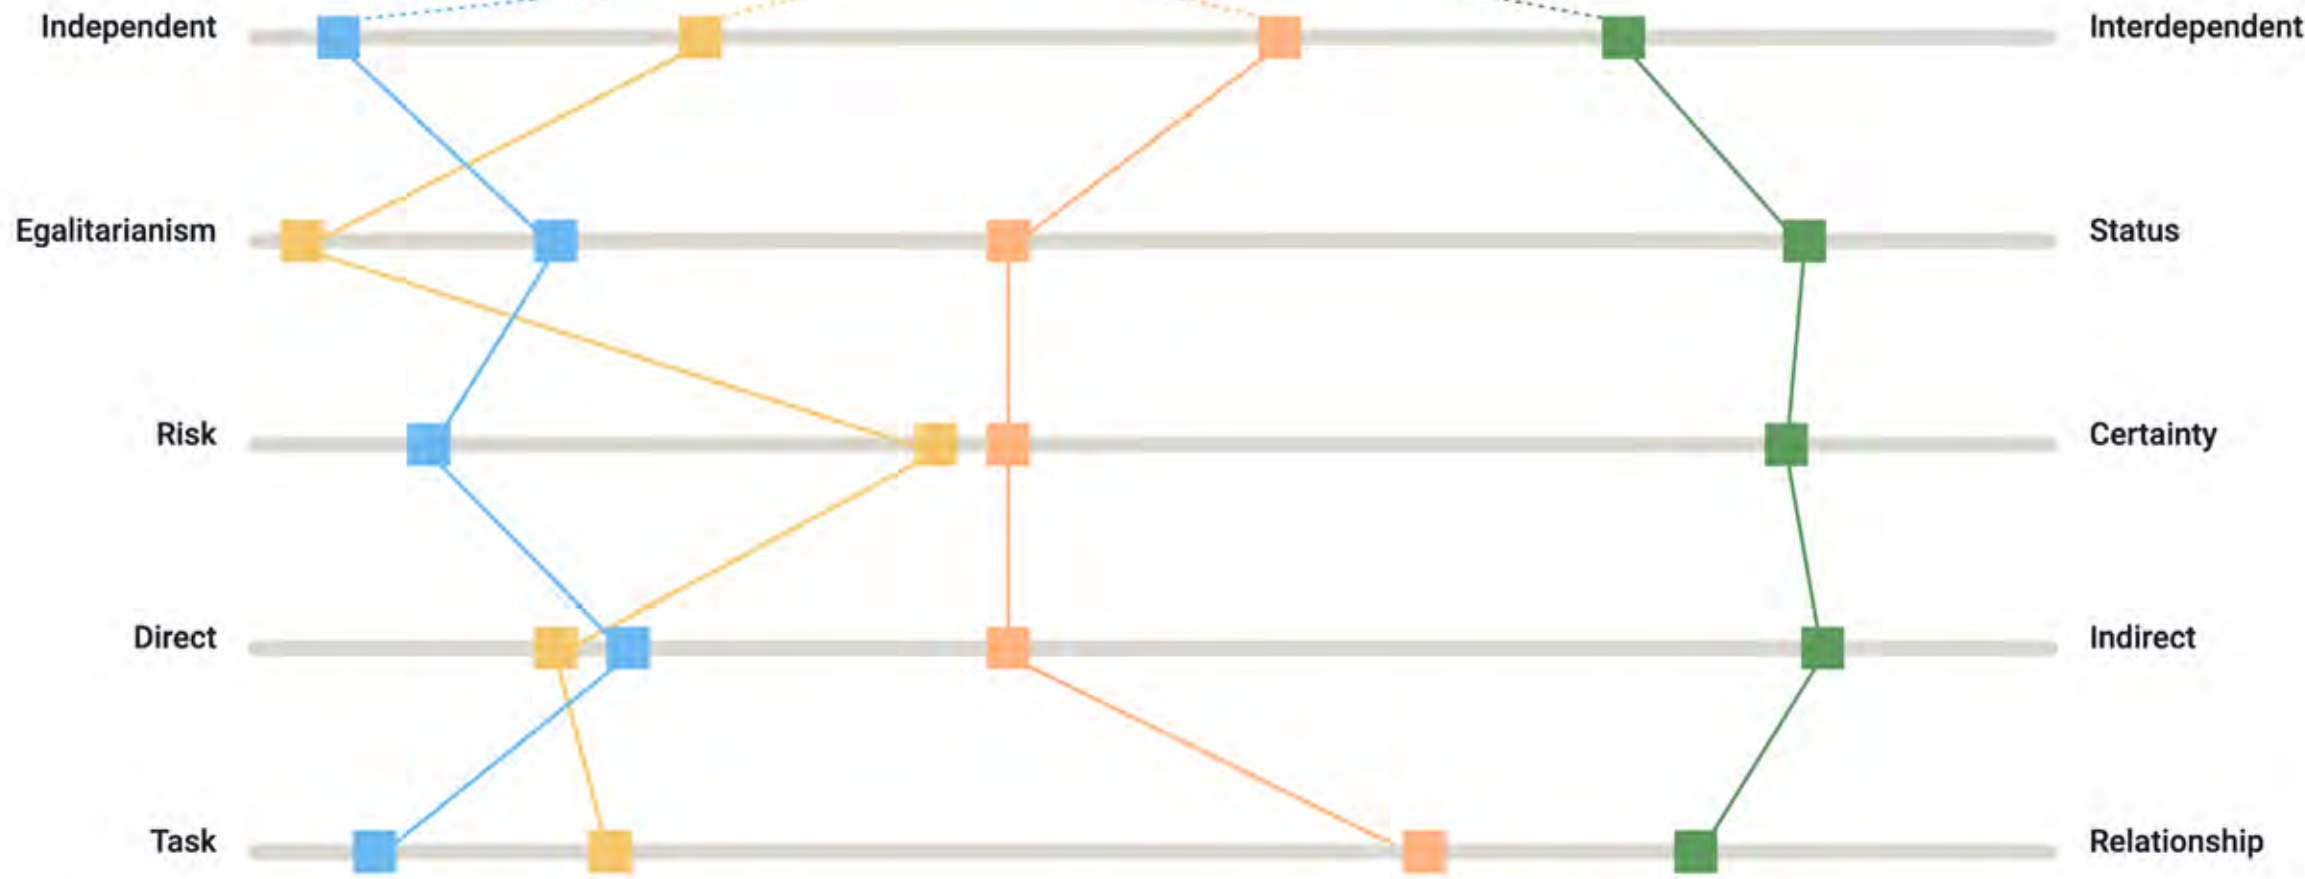 Independent
Interdependent
Egalitarianism
Status
Risk
Certainty
Direct
Indirect
Task
Relationship